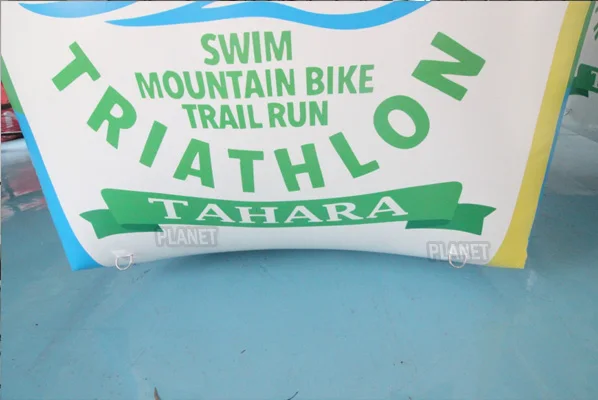 SWIM
MOUNTAIN BIKE
TRAIL RUN
TRIATHLON
TAHARA
PLANET
PLANET